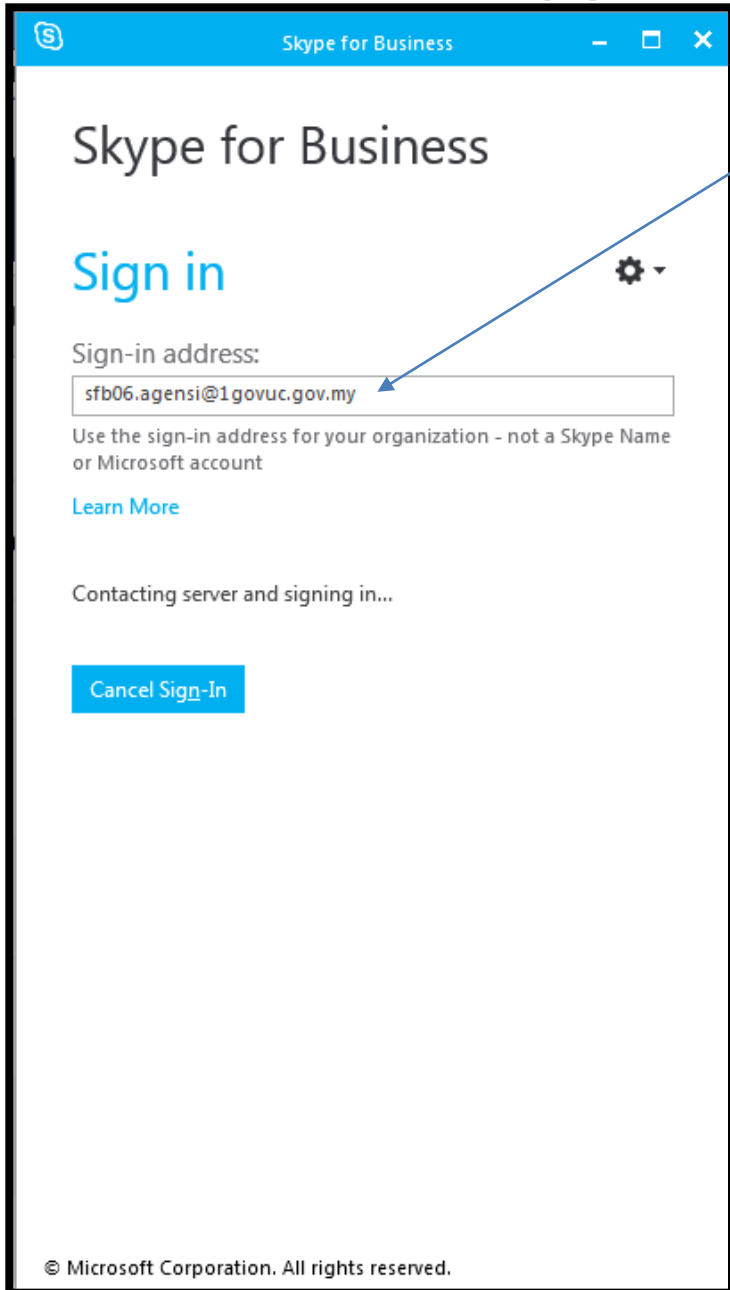 Skype for Business
Skype for Business
Sign in
Sign-in address:
sfb06.agensi@1govuc.gov.my
Use the sign-in address for your organization - not a Skype Name
or Microsoft account
Learn More
Contacting server and signing in...
Cancel Sign-In
© Microsoft Corporation. All rights reserved.